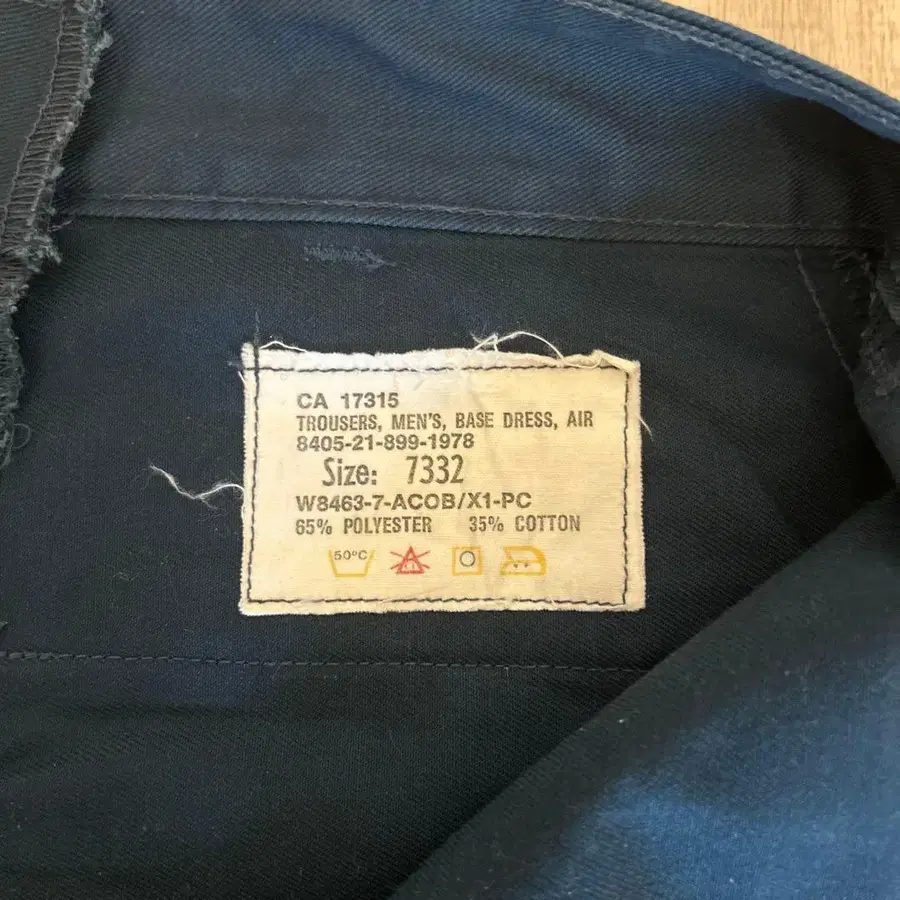 CA 17315
TROUSERS, MEN'S, BASE DRESS, AIR
8405-21-899-1978
Size: 7332
W8463-7-ACOB/X1-PC
65% POLYESTER 35% COTTON
50°C